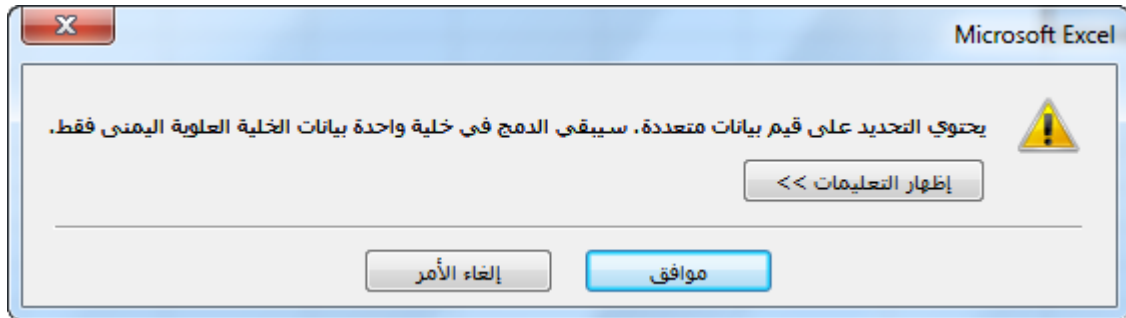 Microsoft Excel
يحتوي التحديد على قيم بيانات متعددة. سيبقي الدمج في خلية واحدة بيانات الخلية العلوية اليمنى فقط.
إظهار التعليمات >>
موافق
إلغاء الأمر